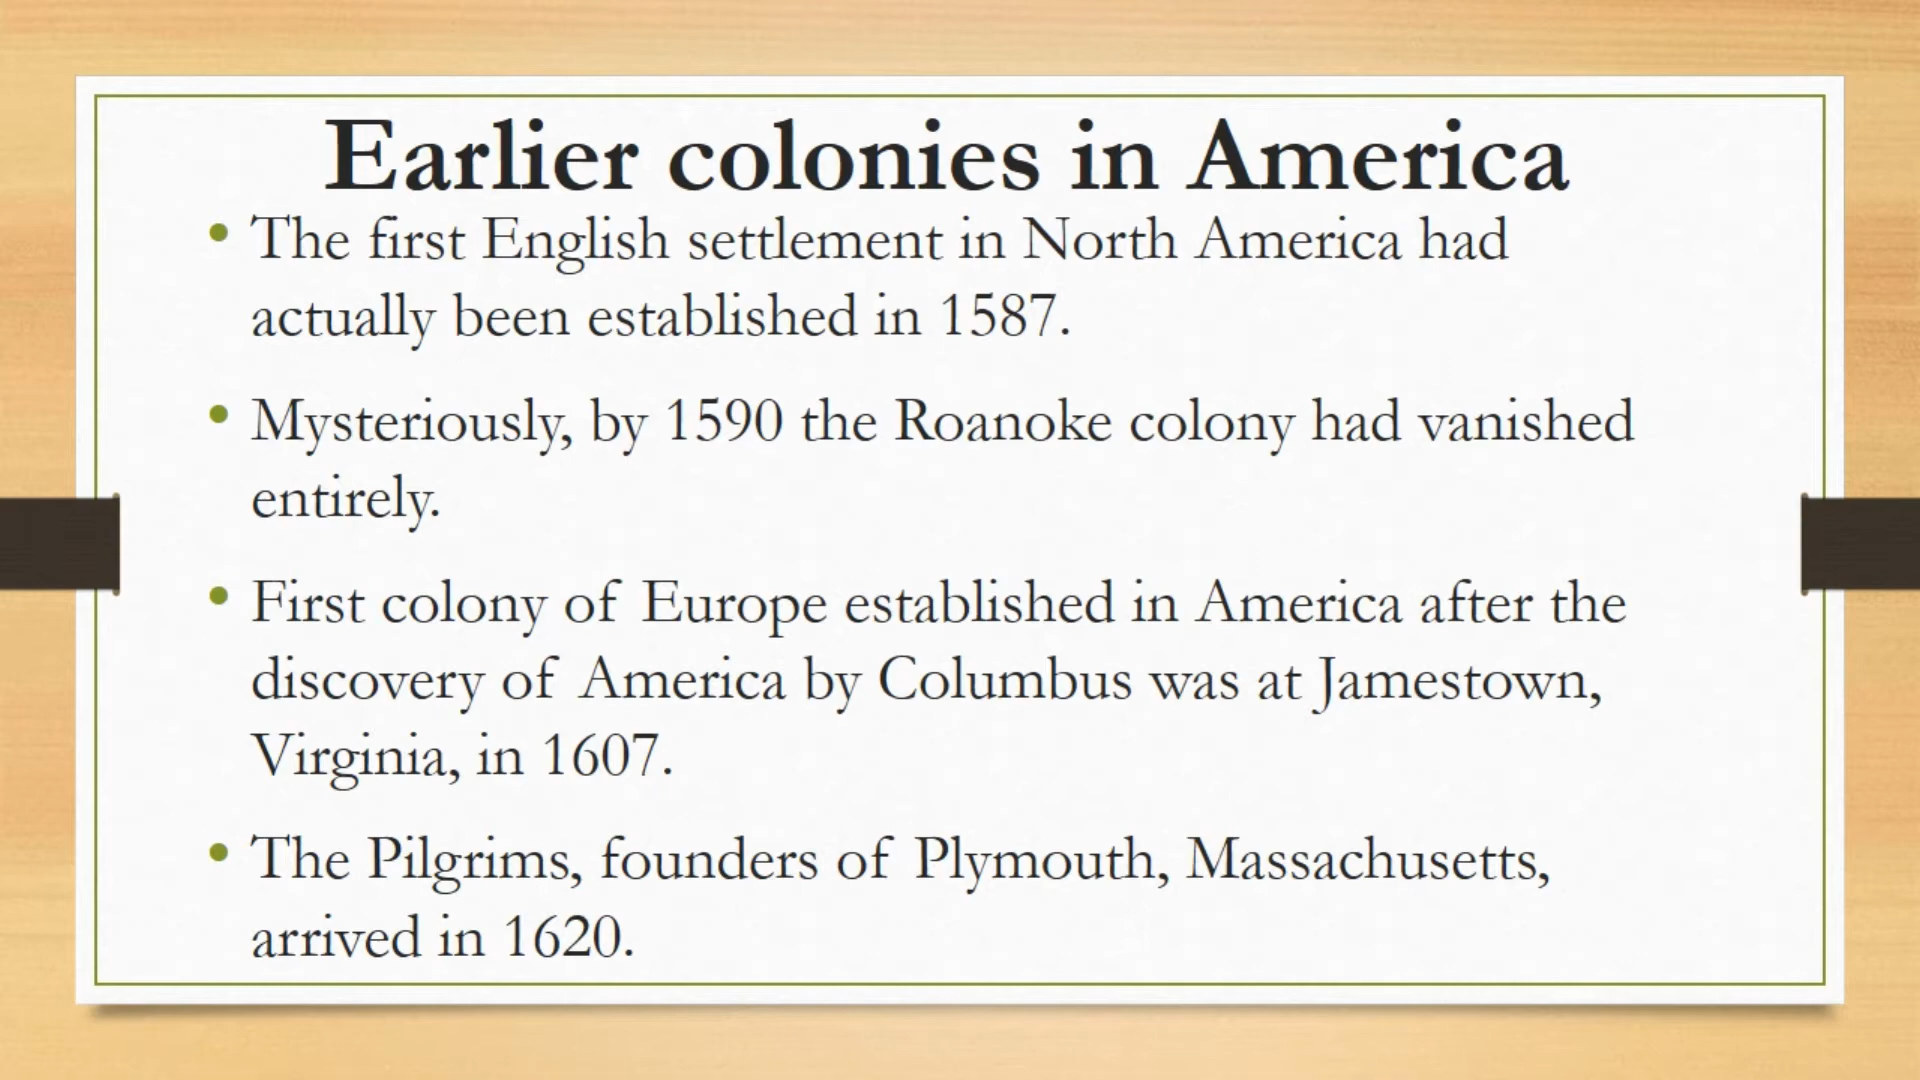 Earlier colonies in America
• The first English settlement in North America had
actually been established in 1587.
• Mysteriously, by 1590 the Roanoke colony had vanished
entirely.
• First colony of Europe established in America after the
discovery of America by Columbus was at Jamestown,
Virginia, in 1607.
• The Pilgrims, founders of Plymouth, Massachusetts,
arrived in 1620.